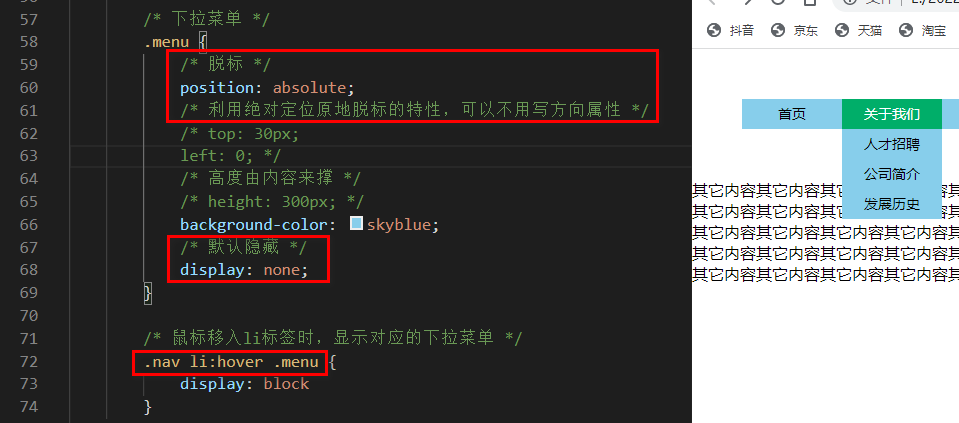 57 /* 下拉菜单 */
58 .menu {
59 /* 脱标 */
60 position: absolute;
61 /* 利用绝对定位原地脱标的特性，可以不用写方向属性 */
62 /* top: 30px;
63 left: 0; */
64 /* 高度由内容来撑 */
65 /* height: 300px; */
66 background-color: skyblue;
67 /* 默认隐藏 */
68 display: none;
69 }
70
71 /* 鼠标移入li标签时，显示对应的下拉菜单 */
72 .nav li:hover .menu {
73 display: block
74 }
抖音 京东 天猫 淘宝
首页 关于我们
人才招聘
公司简介
发展历史
其它内容其它内容其它内容其它内容
其它内容其它内容其它内容其它内容
其它内容其它内容其它内容其它内容其它内容
其它内容其它内容其它内容其它内容其它内容
其它内容其它内容其它内容其它内容其它内容